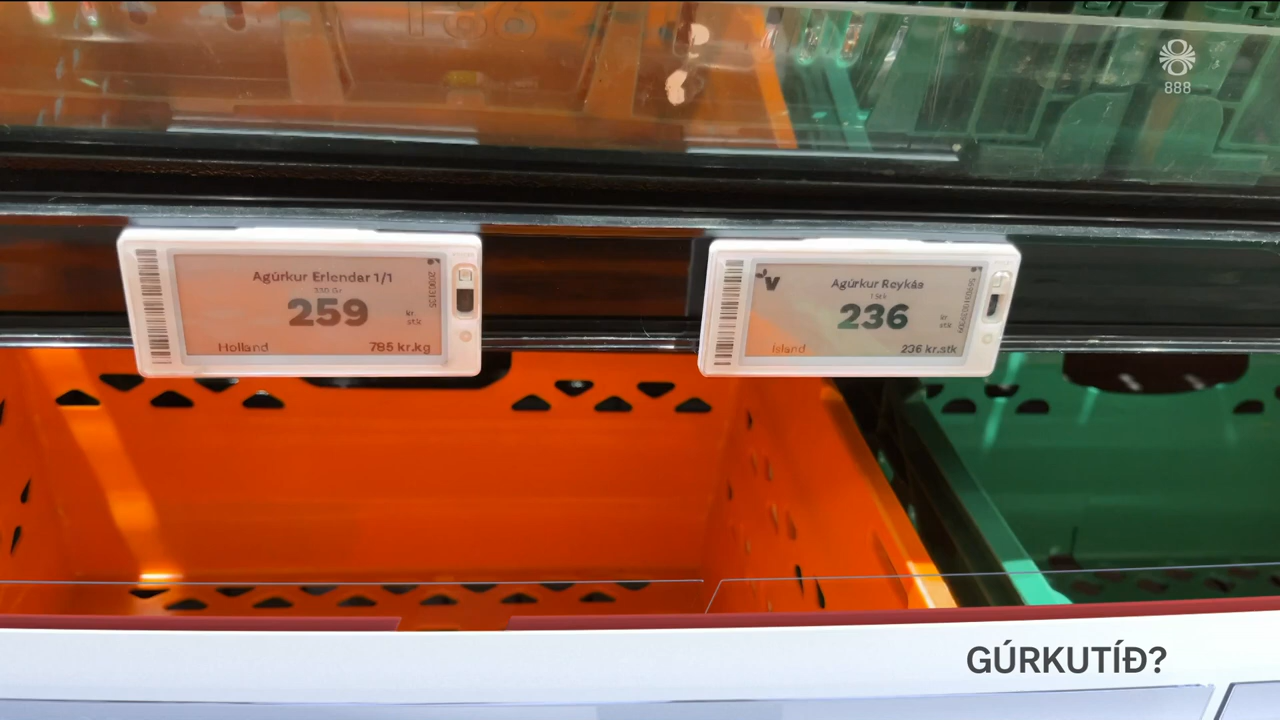 888
Agúrkur Erlendar 1/1
330 Gr
259
kr.
stk
Holland
785 kr.kg
Agúrkur Reykás
1 Stk
236
kr
stk
Ísland
236 kr.stk
GÚRKUTÍÐ?